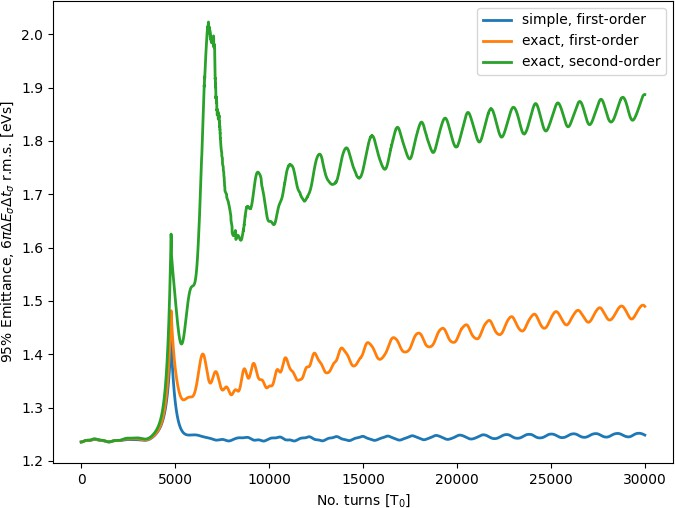 simple, first-order
exact, first-order
exact, second-order
95% Emittance, 6πΔE_σΔt_σ r.m.s. [eVs]
2.0
1.9
1.8
1.7
1.6
1.5
1.4
1.3
1.2
0 5000 10000 15000 20000 25000 30000
No. turns [T₀]